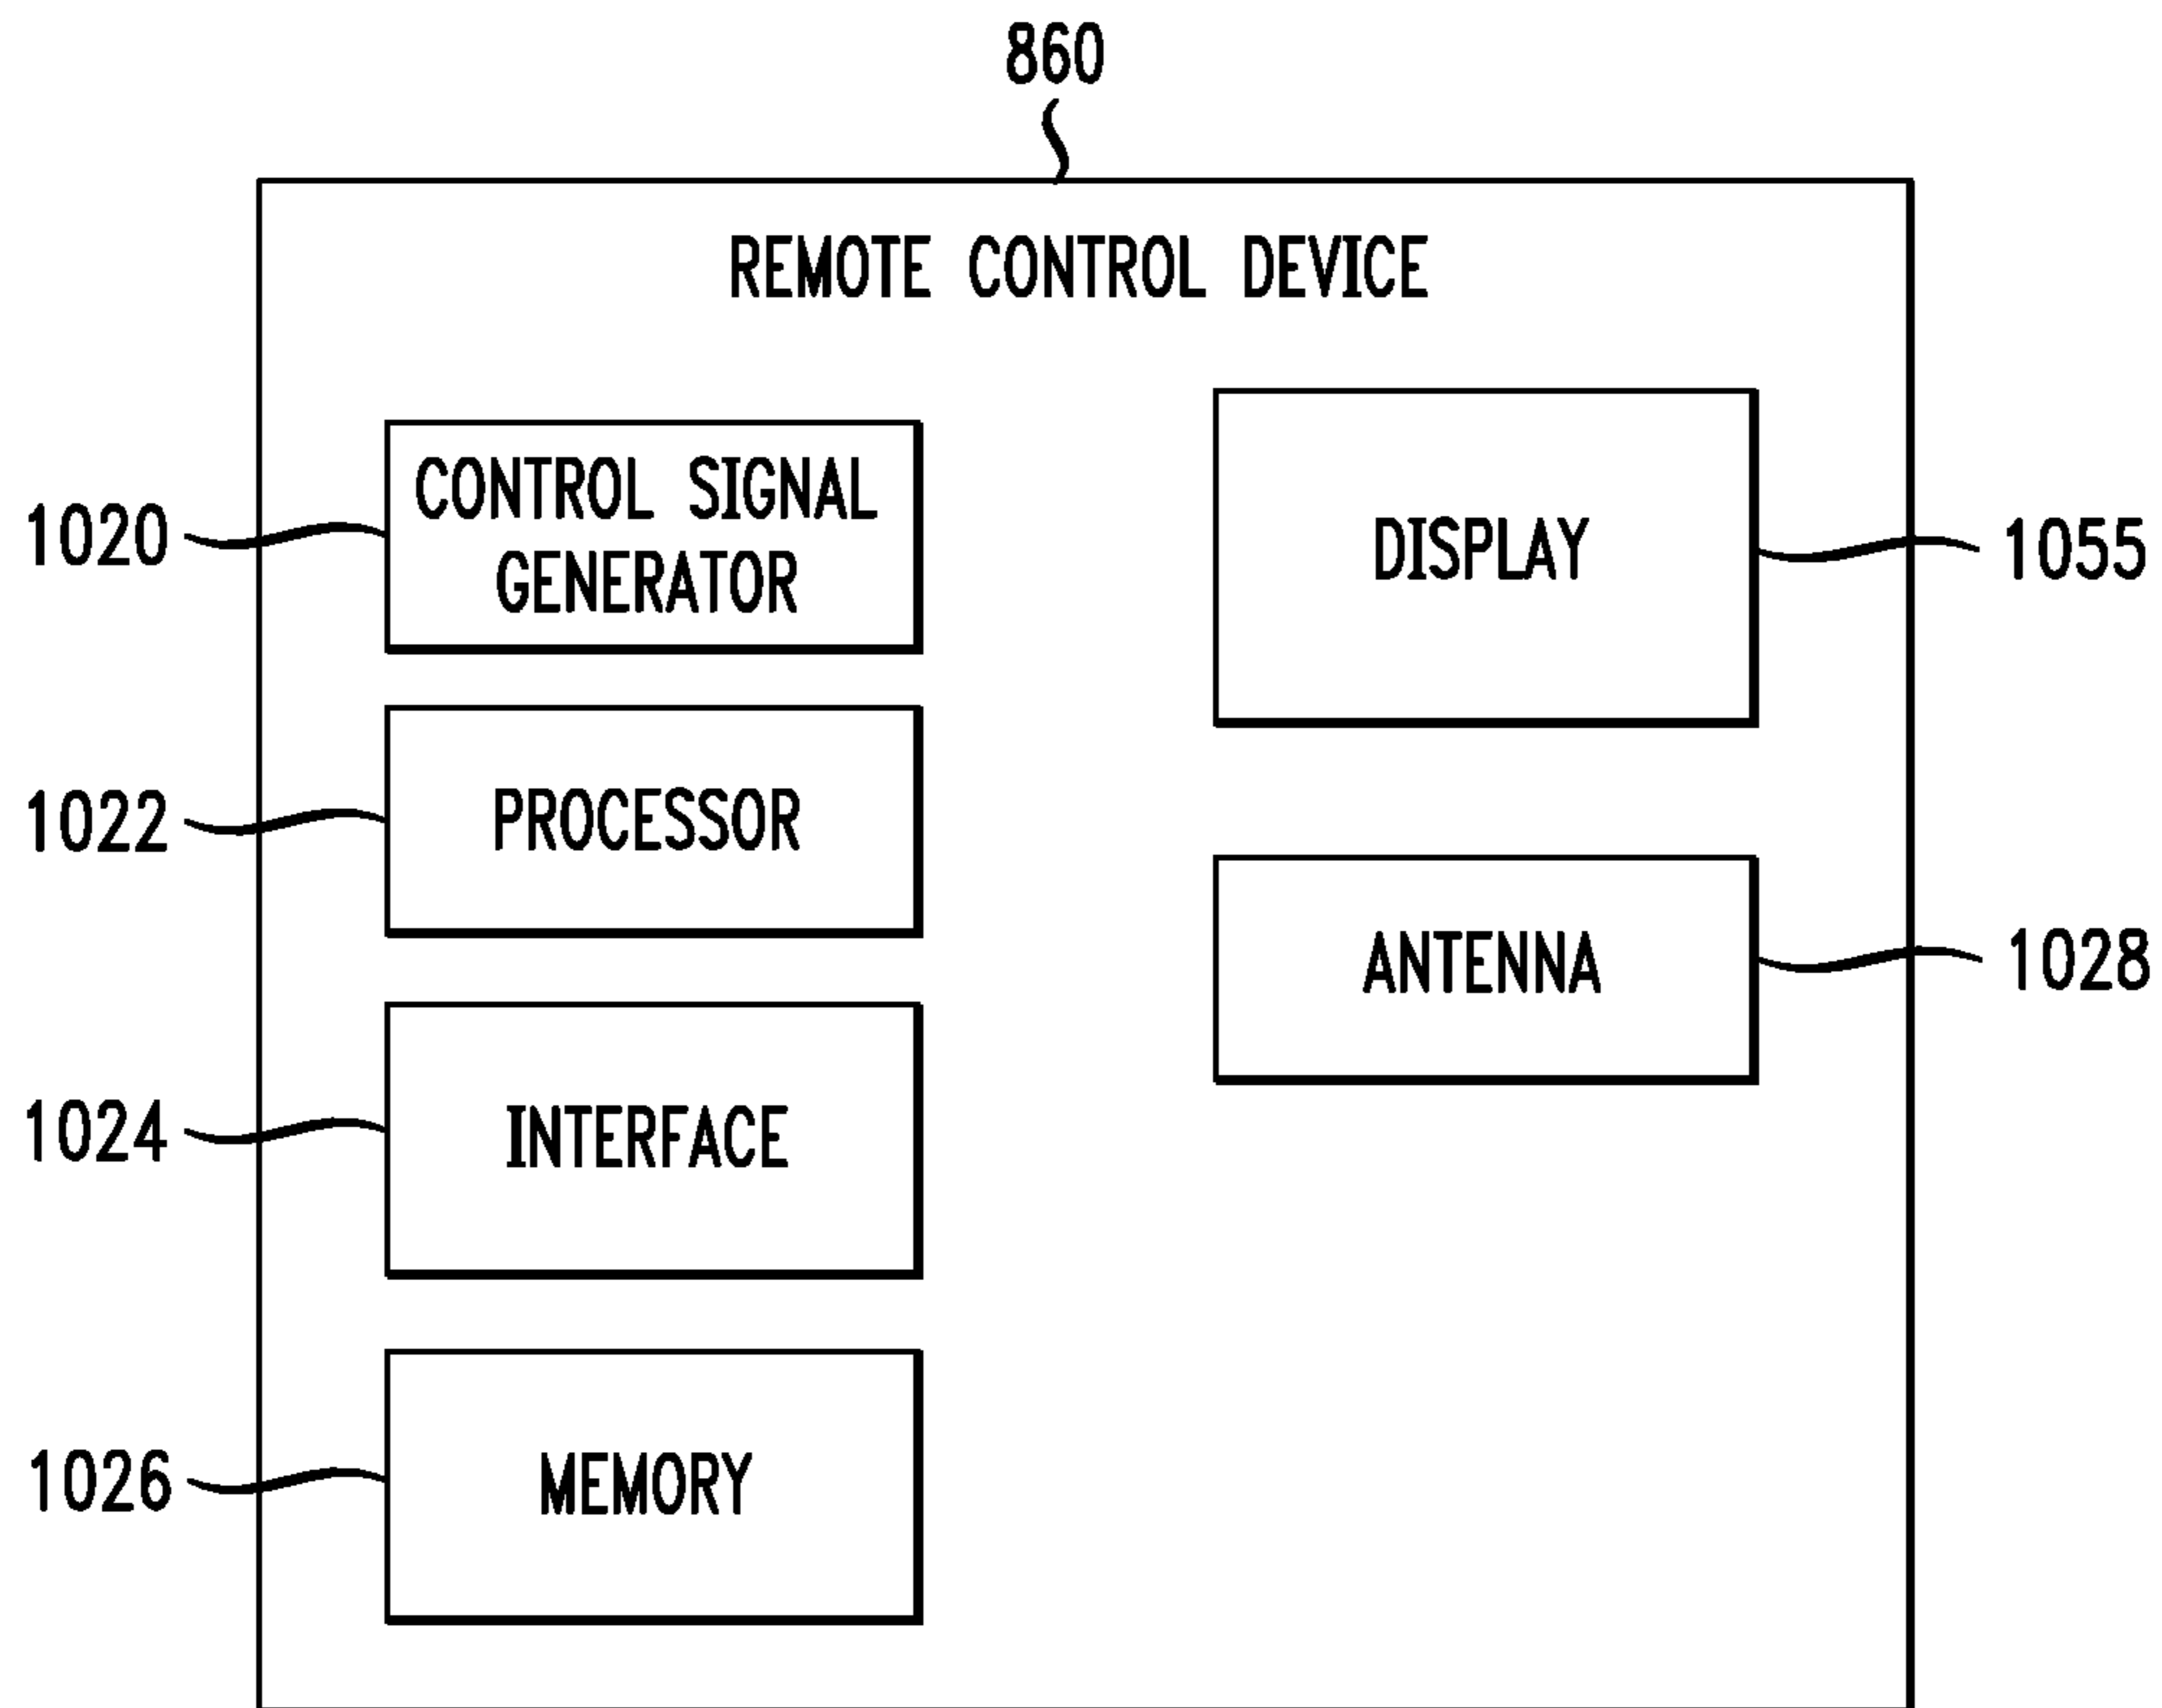 860
REMOTE CONTROL DEVICE
1020
CONTROL SIGNAL
GENERATOR
DISPLAY
1055
1022
PROCESSOR
ANTENNA
1028
1024
INTERFACE
1026
MEMORY